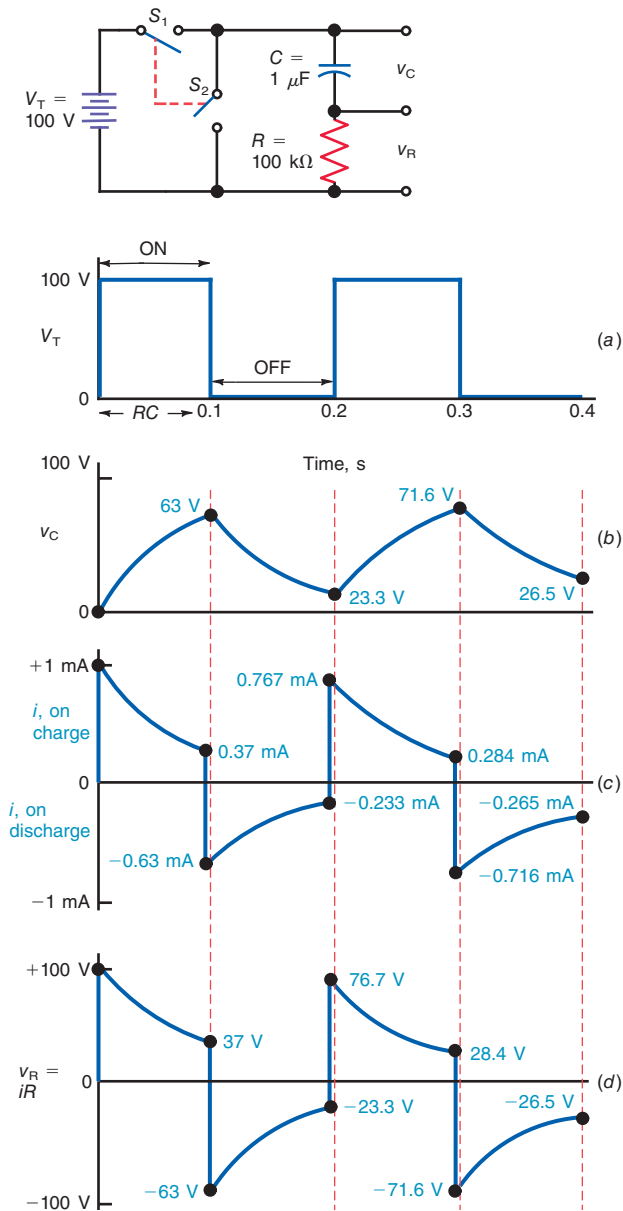 S1
C =
1 μF
vC
S2
VT =
100 V
R =
100 kΩ
vR
ON
100 V
VT
(a)
OFF
0
RC
0.1
0.2
0.3
0.4
Time, s
100 V
63 V
71.6 V
vC
(b)
23.3 V
26.5 V
0
+1 mA
0.767 mA
i, on
charge
0.37 mA
0.284 mA
0
(c)
i, on
discharge
−0.233 mA
−0.265 mA
−0.63 mA
−0.716 mA
−1 mA
+100 V
76.7 V
37 V
28.4 V
vR =
iR
0
(d)
−23.3 V
−26.5 V
−63 V
−71.6 V
−100 V